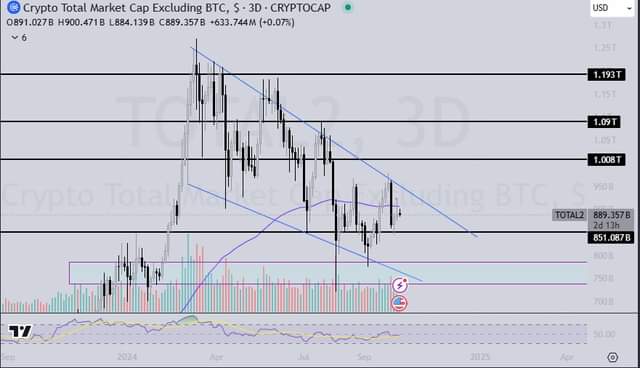 Crypto Total Market Cap Excluding BTC, $ · 3D · CRYPTOCAP
USD
O891.027B H900.471B L884.139B C889.357B +633.744M (+0.07%)
6
1.3T
1.25T
1.193T
1.15T
1.09T
1.05T
1.008T
TOTAL2, 3D
950B
Crypto Total Market Cap Excluding BTC, $
900B
TOTAL2 889.357B
2d 13h
851.087B
800B
750B
700B
50.00
Sep 2024 Apr Jul Sep 2025 Apr